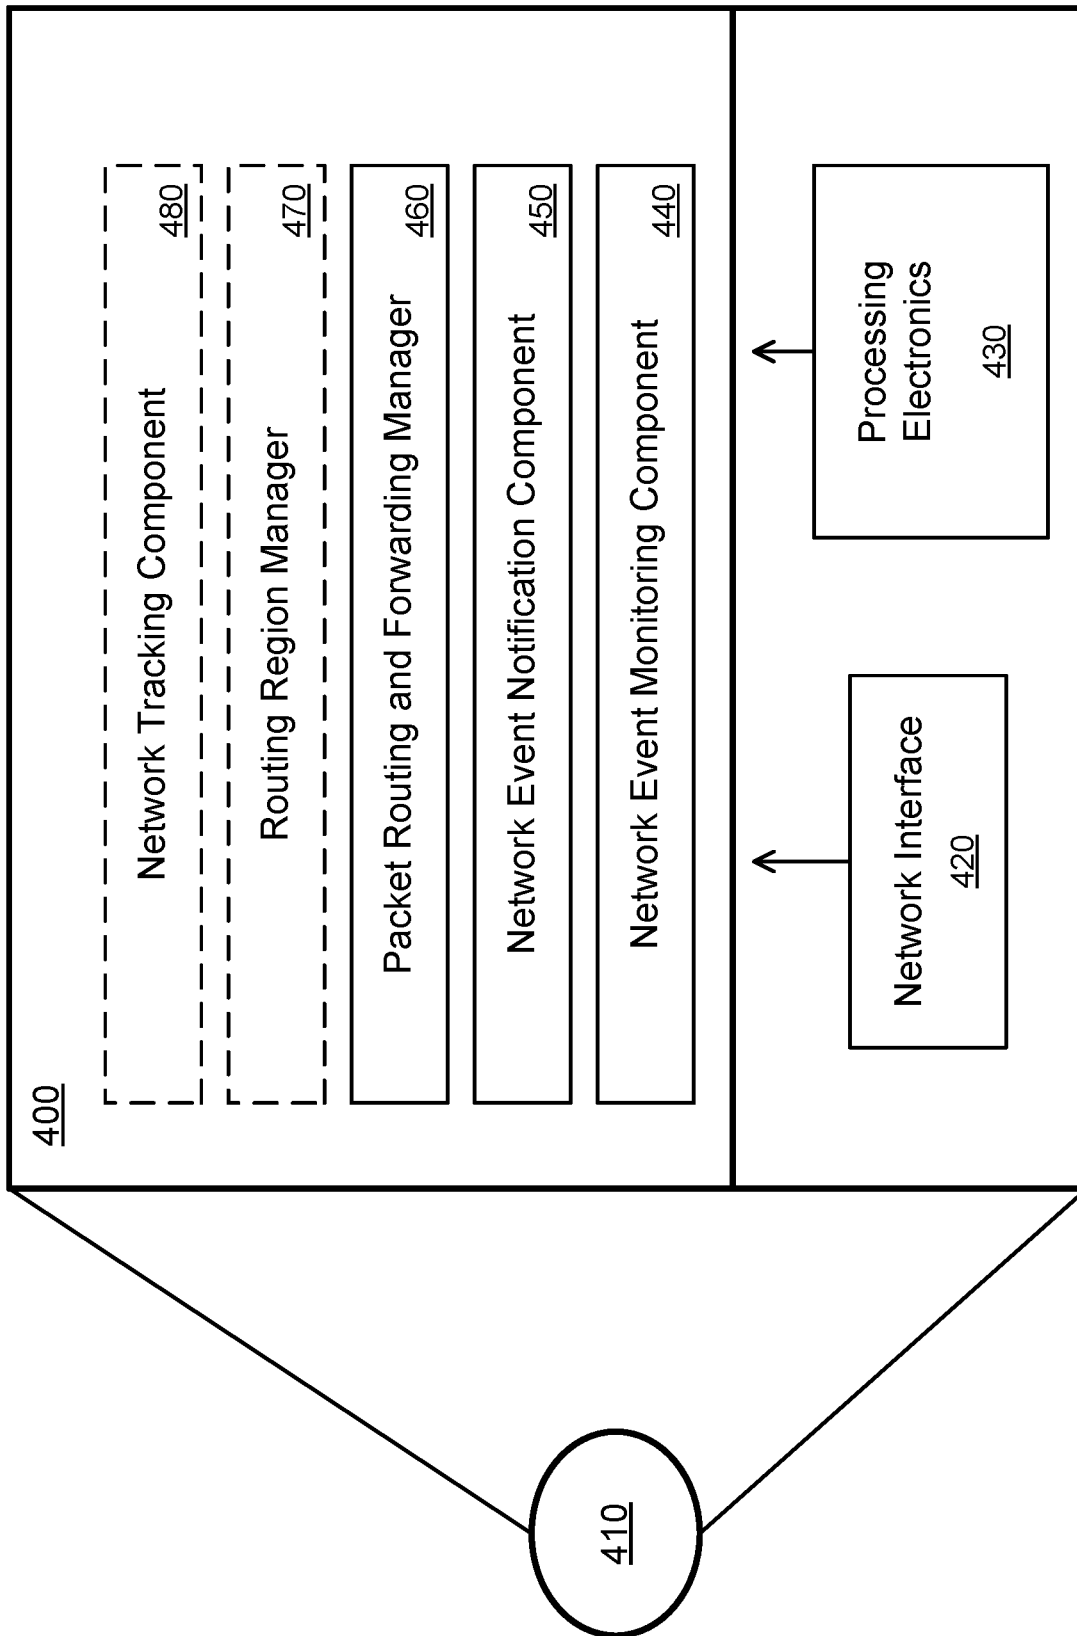 400
Network Tracking Component
480
Routing Region Manager
470
Packet Routing and Forwarding Manager
460
Network Event Notification Component
450
Network Event Monitoring Component
440
410
Network Interface
420
Processing
Electronics
430